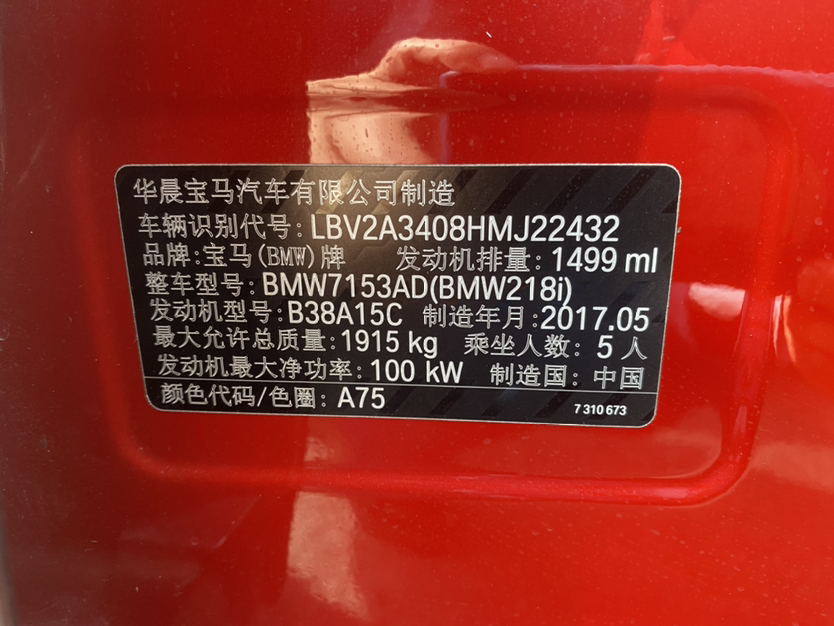 华晨宝马汽车有限公司制造
车辆识别代号: LBV2A3408HMJ22432
品牌:宝马(BMW)牌 发动机排量: 1499 ml
整车型号: BMW7153AD(BMW218i)
发动机型号: B38A15C 制造年月:2017.05
最大允许总质量: 1915 kg 乘坐人数: 5 人
发动机最大净功率: 100 kW 制造国: 中国
颜色代码/色圈: A75 7 310 673